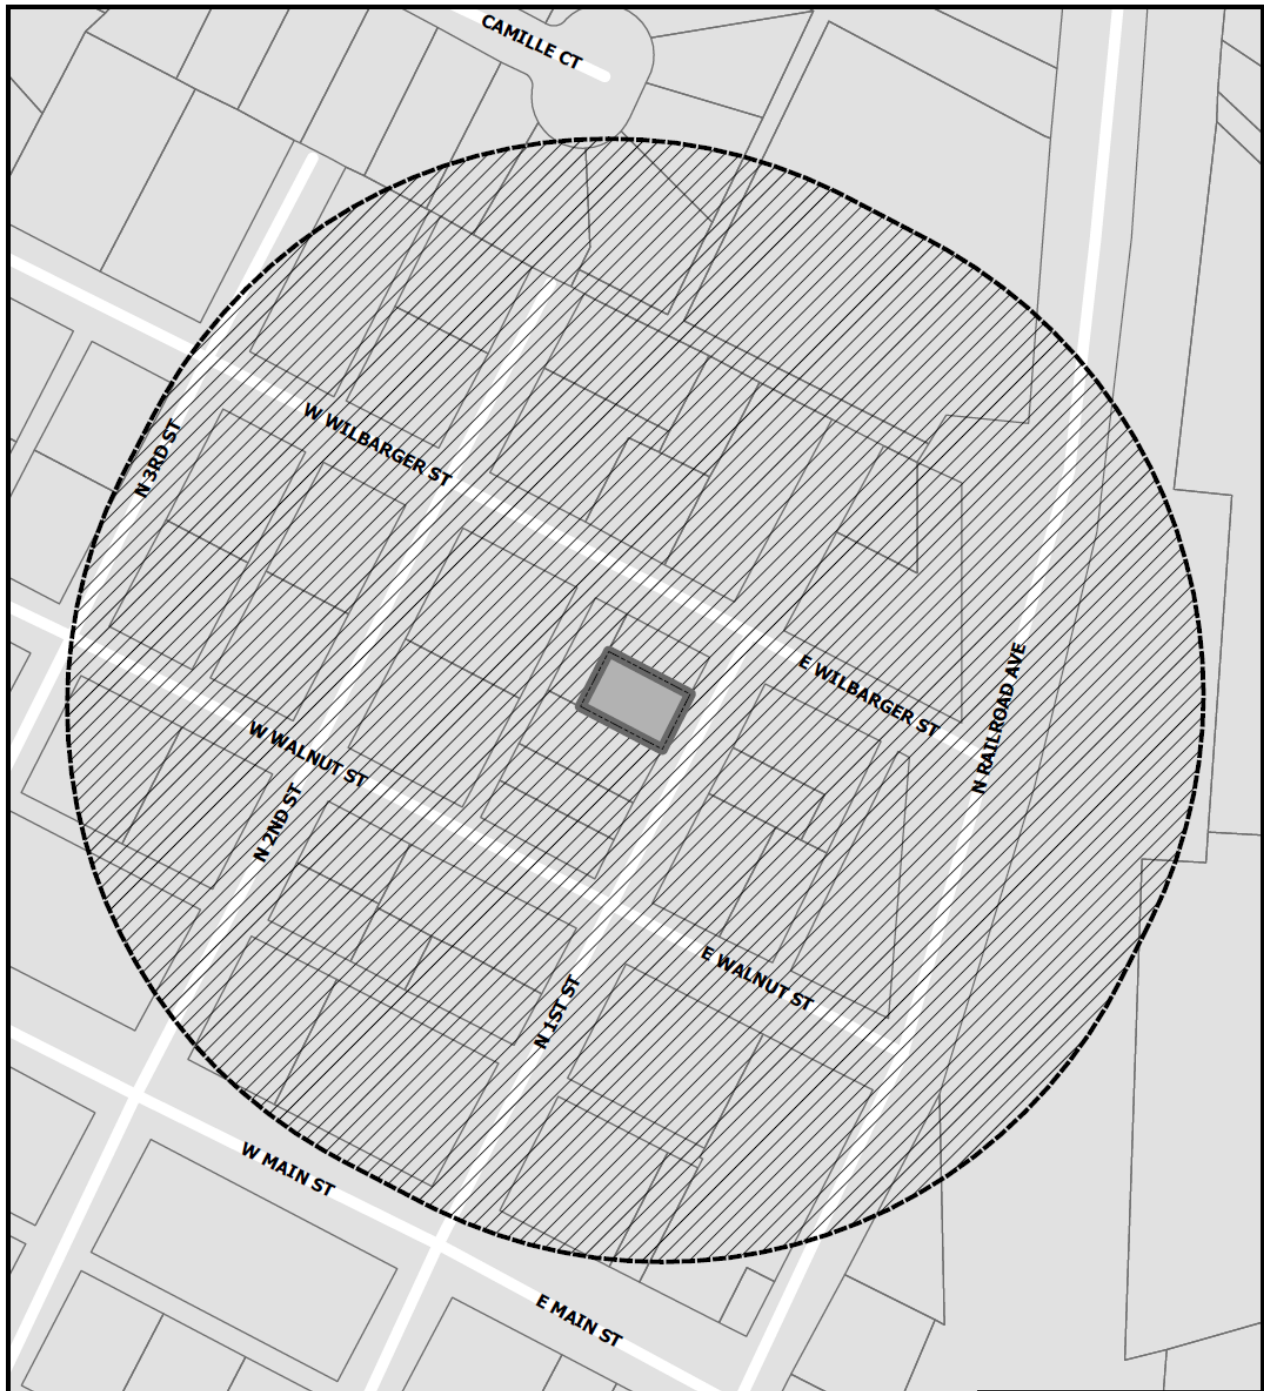 CAMILLE CT
W WILBARGER ST
N 3RD ST
E WILBARGER ST
N RAILROAD AVE
W WALNUT ST
N 2ND ST
E WALNUT ST
N 1ST ST
W MAIN ST
E MAIN ST